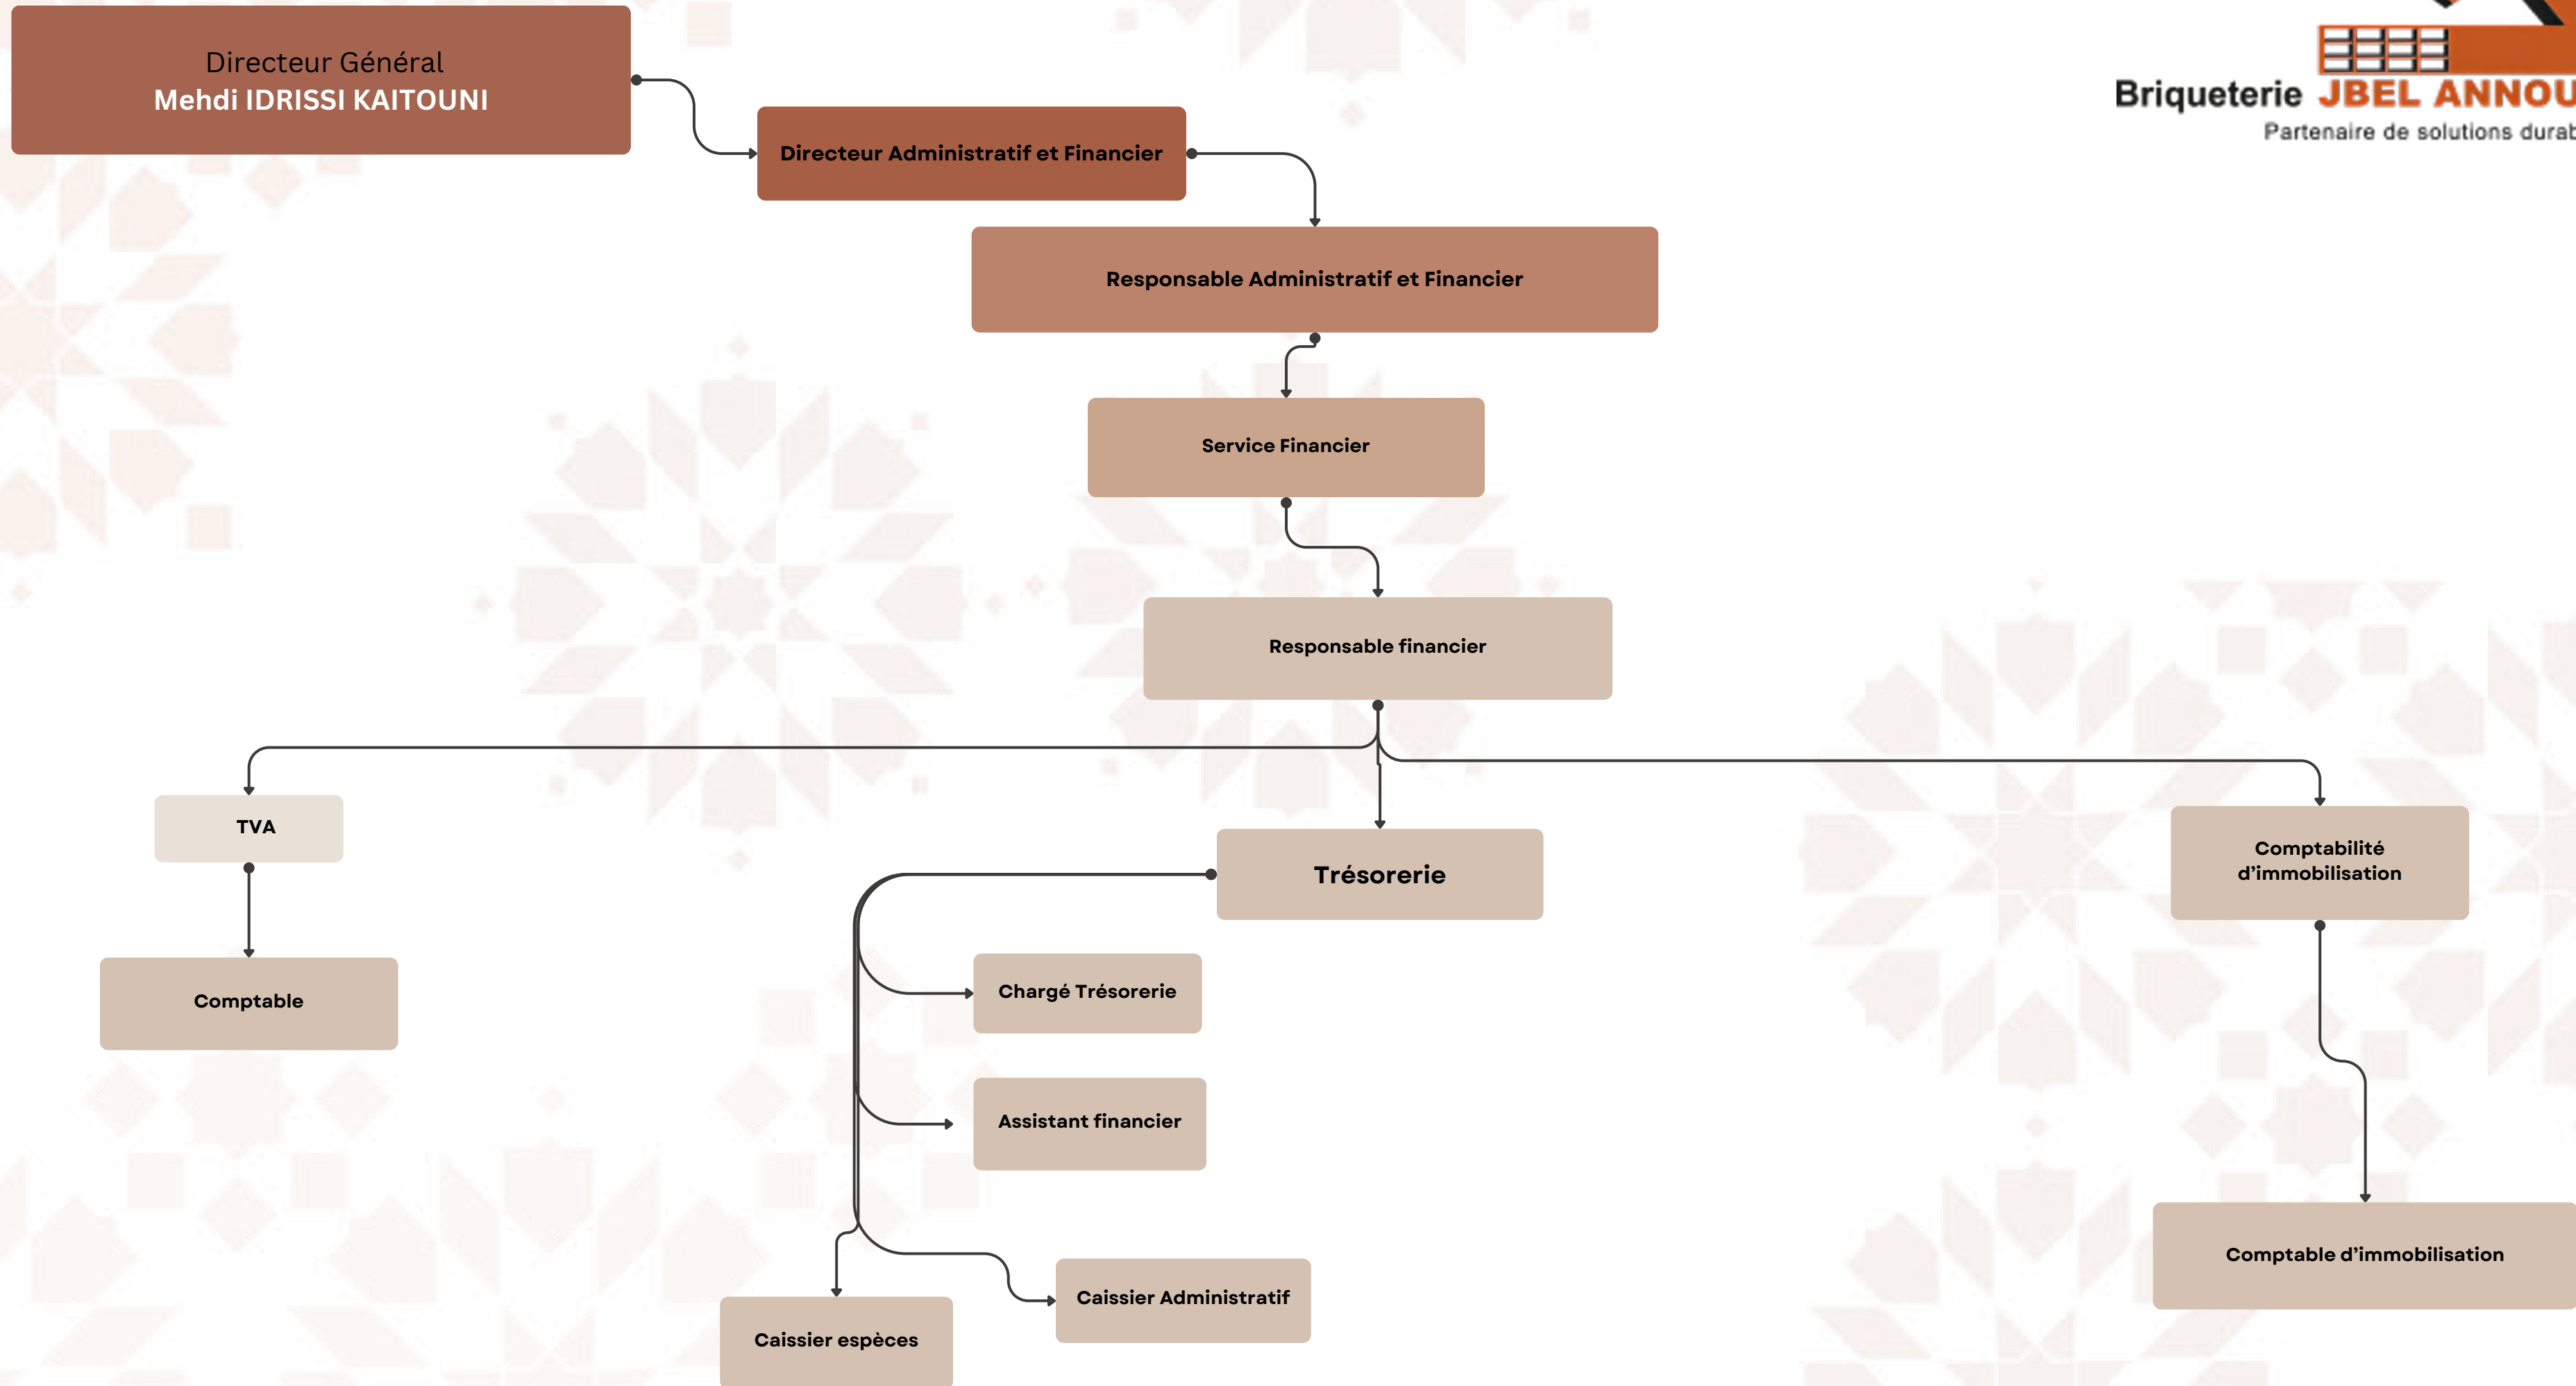 Directeur Général
Mehdi IDRISSI KAITOUNI
Briqueterie JBEL ANNOU
Partenaire de solutions durab
Directeur Administratif et Financier
Responsable Administratif et Financier
Service Financier
Responsable financier
TVA
Trésorerie
Comptabilité
d’immobilisation
Chargé Trésorerie
Comptable
Assistant financier
Comptable d’immobilisation
Caissier Administratif
Caissier espèces